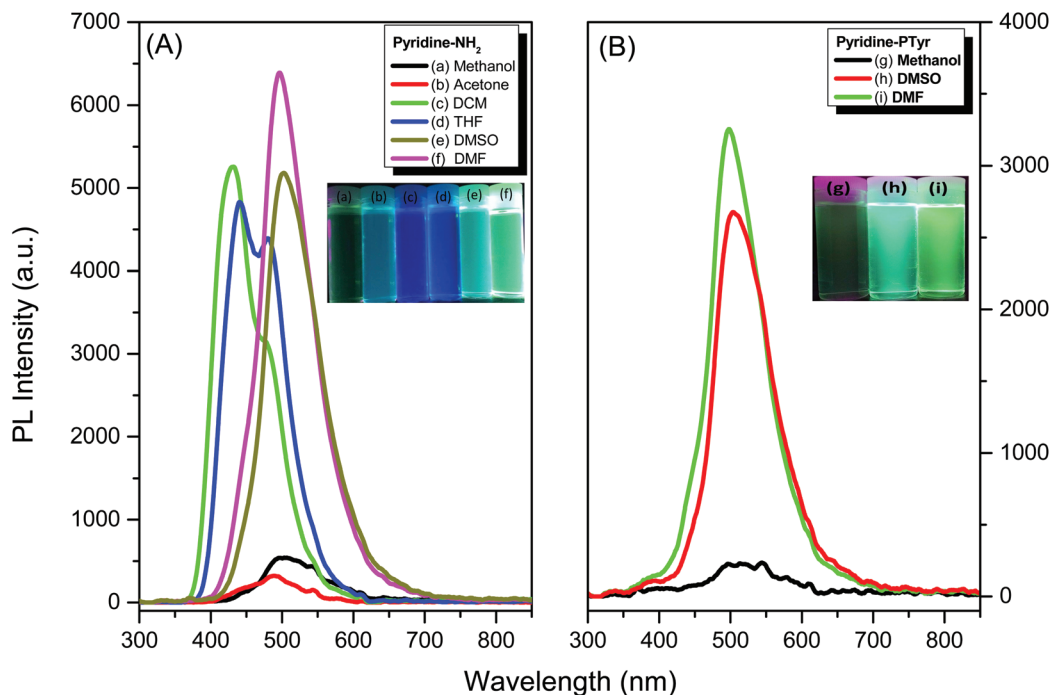 (A)
Pyridine-NH2
(a) Methanol
(b) Acetone
(c) DCM
(d) THF
(e) DMSO
(f) DMF
(a) (b) (c) (d) (e) (f)
7000
6000
5000
4000
3000
2000
1000
0
300 400 500 600 700 800
PL Intensity (a.u.)
(B)
Pyridine-PTyr
(g) Methanol
(h) DMSO
(i) DMF
(g) (h) (i)
4000
3000
2000
1000
0
300 400 500 600 700 800
Wavelength (nm)